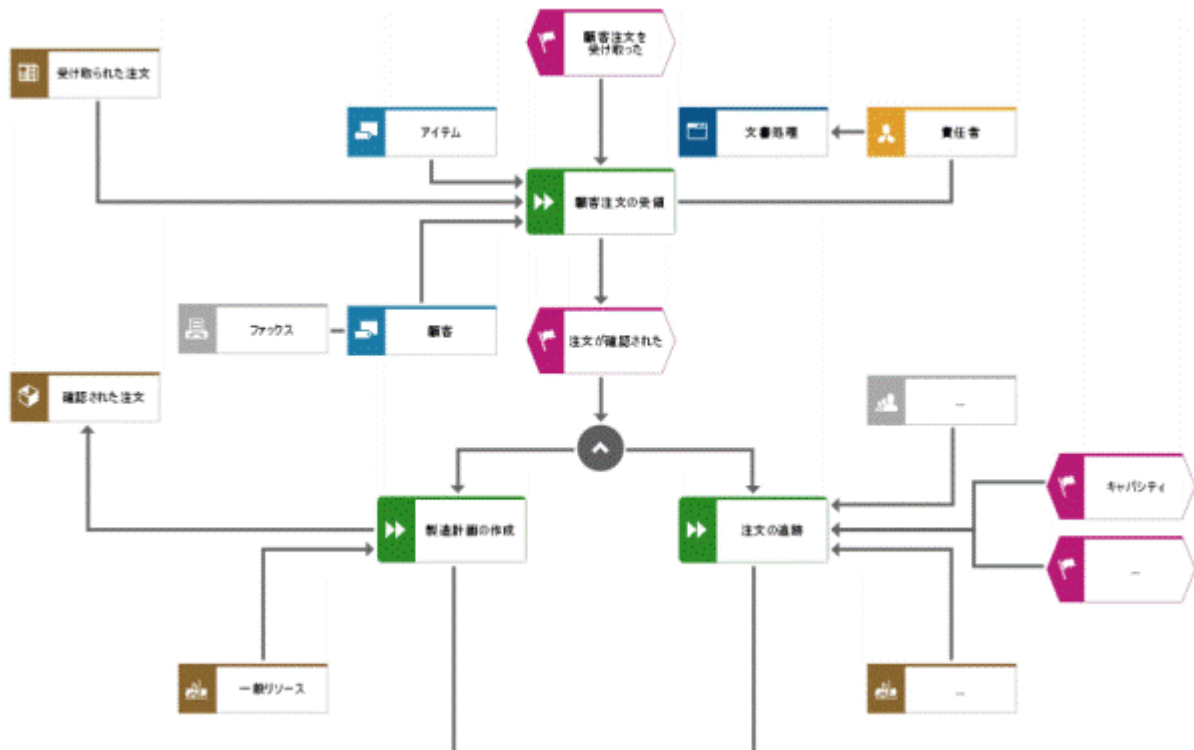 顧客注文を
受け取った
受け取られた注文
アイテム
文書処理
責任者
顧客注文の受領
ファックス
顧客
注文が確認された
確認された注文
...
キャパシティ
製造計画の作成
注文の追跡
...
一般リソース
...